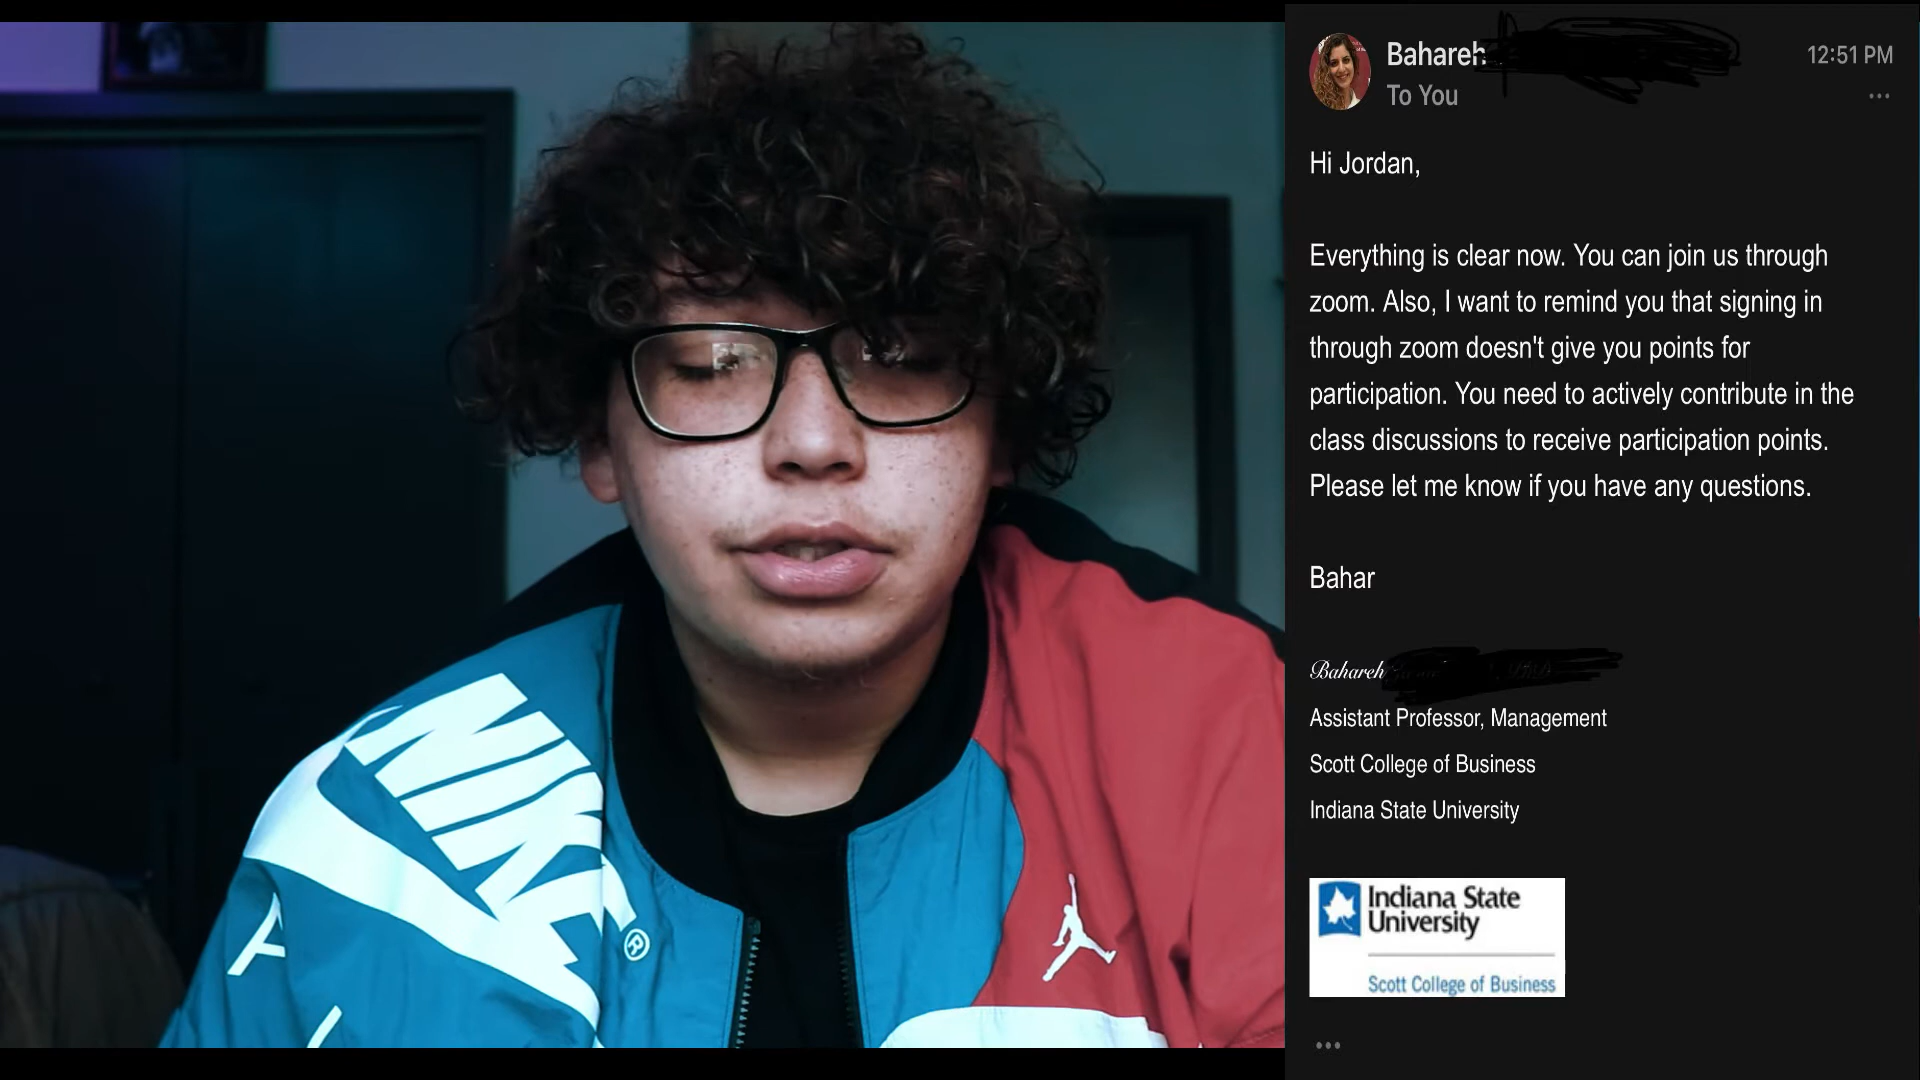 NIKE®
Bahareh
12:51 PM
To You
...
Hi Jordan,
Everything is clear now. You can join us through
zoom. Also, I want to remind you that signing in
through zoom doesn't give you points for
participation. You need to actively contribute in the
class discussions to receive participation points.
Please let me know if you have any questions.
Bahar
Bahareh
Assistant Professor, Management
Scott College of Business
Indiana State University
Indiana State
University
Scott College of Business
...